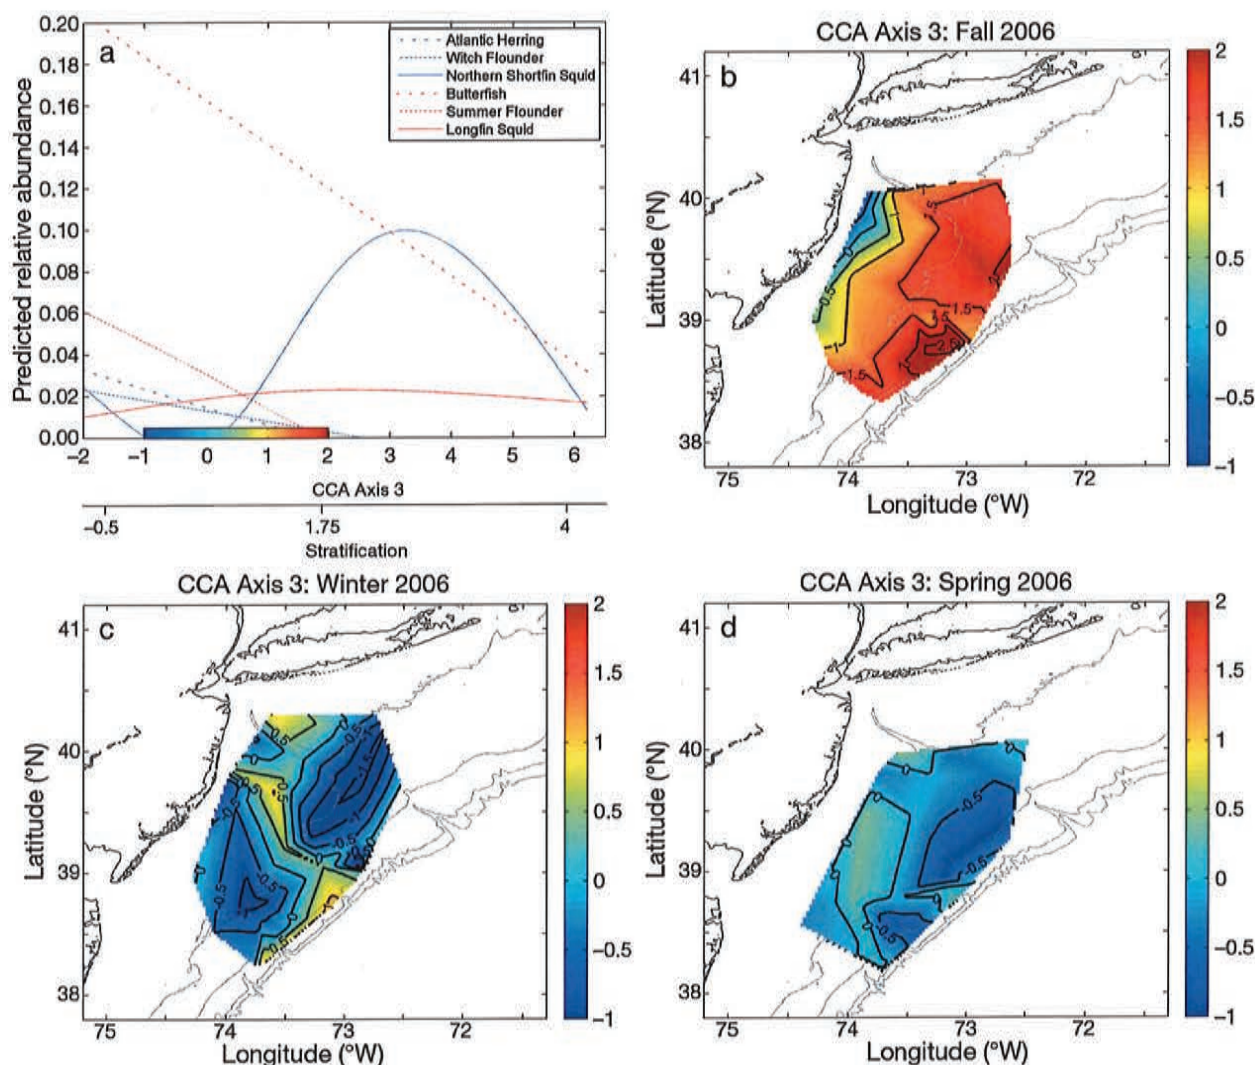 a
Predicted relative abundance
0.20
0.18
0.16
0.14
0.12
0.10
0.08
0.06
0.04
0.02
0.00
Atlantic Herring
Witch Flounder
Northern Shortfin Squid
Butterfish
Summer Flounder
Longfin Squid
−2 −1 0 1 2 3 4 5 6
CCA Axis 3
−0.5 1.75 4
Stratification
CCA Axis 3: Fall 2006
b
Latitude (°N)
41
40
39
38
75 74 73 72
Longitude (°W)
2
1.5
1
0.5
0
−0.5
−1
CCA Axis 3: Winter 2006
c
Latitude (°N)
41
40
39
38
75 74 73 72
Longitude (°W)
2
1.5
1
0.5
0
−0.5
−1
CCA Axis 3: Spring 2006
d
Latitude (°N)
41
40
39
38
75 74 73 72
Longitude (°W)
2
1.5
1
0.5
0
−0.5
−1